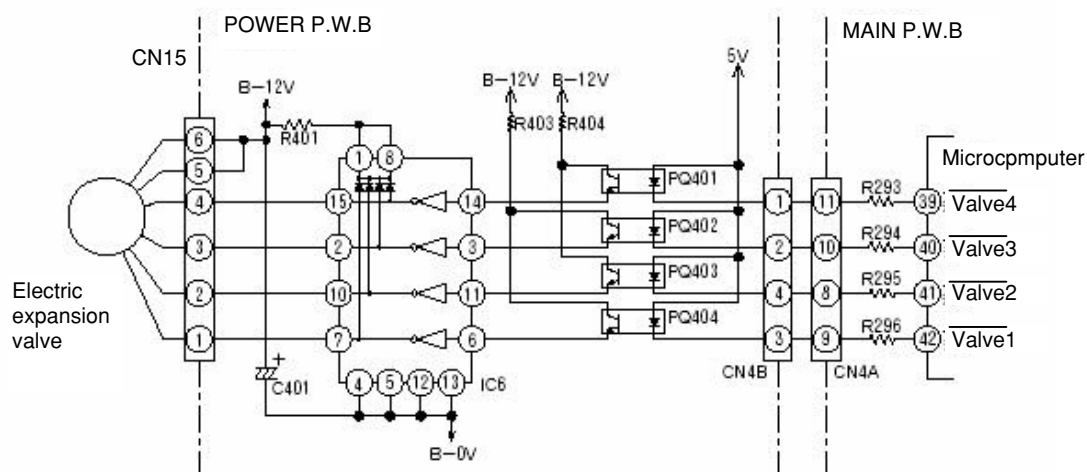 POWER P.W.B
MAIN P.W.B
CN15
B-12V
R401
B-12V
B-12V
5V
R403
R404
6
5
4
3
2
1
1
8
15
14
2
3
10
11
7
6
4
5
12
13
IC6
C401
+
B-0V
PQ401
PQ402
PQ403
PQ404
1
2
4
3
CN4B
11
10
8
9
CN4A
Microcpmputer
R293
39
Valve4
R294
40
Valve3
R295
41
Valve2
R296
42
Valve1
Electric
expansion
valve